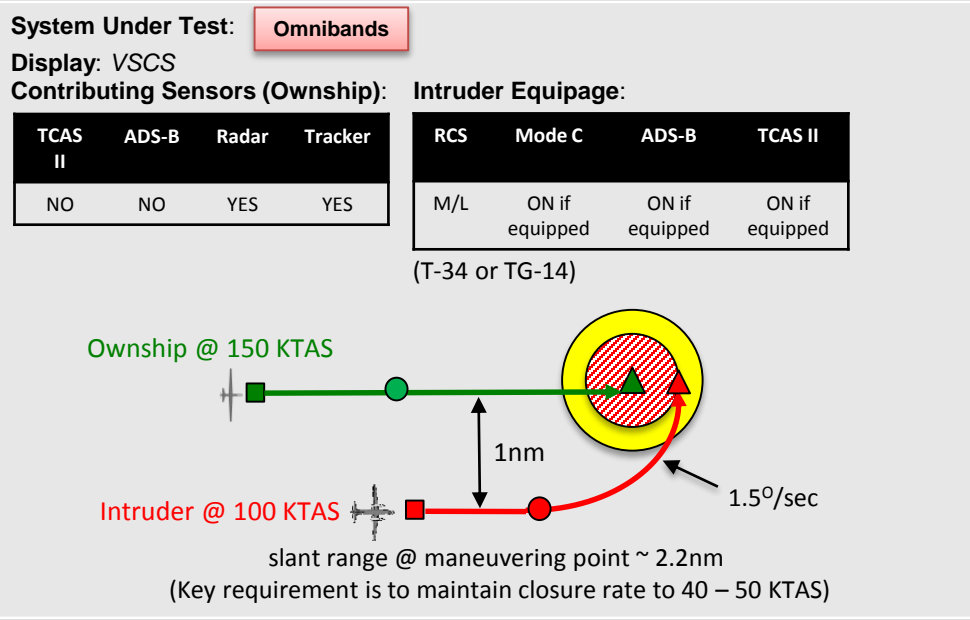 System Under Test: Omnibands
Display: VSCS
Contributing Sensors (Ownship): Intruder Equipage:
TCAS II ADS-B Radar Tracker
NO NO YES YES
RCS Mode C ADS-B TCAS II
M/L ON if equipped ON if equipped ON if equipped
(T-34 or TG-14)
Ownship @ 150 KTAS
1nm
1.5O/sec
Intruder @ 100 KTAS
slant range @ maneuvering point ~ 2.2nm
(Key requirement is to maintain closure rate to 40 – 50 KTAS)